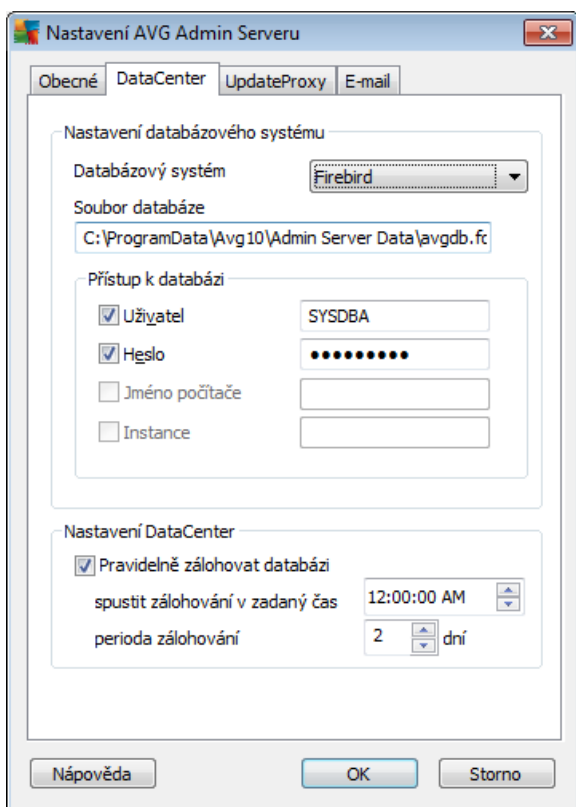 Nastavení AVG Admin Serveru
Obecné DataCenter UpdateProxy E-mail
Nastavení databázového systému
Databázový systém Firebird
Soubor databáze
C:\ProgramData\Avg10\Admin Server Data\avgdb.fc
Přístup k databázi
Uživatel SYSDBA
Heslo •••••••••
Jméno počítače
Instance
Nastavení DataCenter
Pravidelně zálohovat databázi
spustit zálohování v zadaný čas 12:00:00 AM
perioda zálohování 2 dní
Nápověda OK Storno